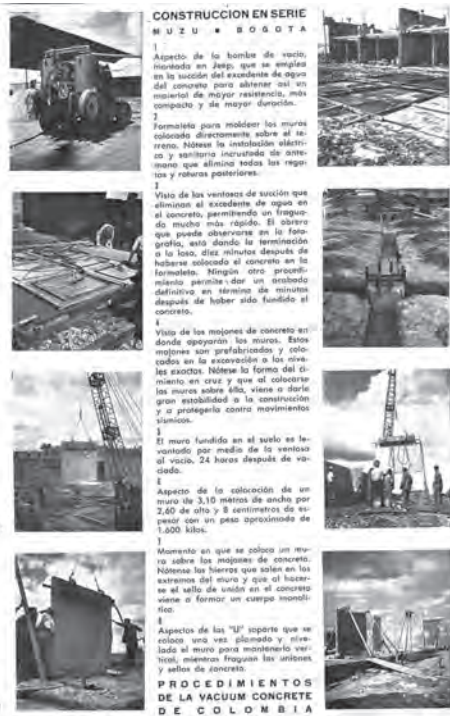 CONSTRUCCION EN SERIE
MUZU • BOGOTA
1
Aspecto de la bomba de vacío,
montada en Jeep, que se emplea
en la succión del excedente de agua
del concreto para obtener así un
material de mayor resistencia, más
compacto y de mayor duración.
2
Formaleta para moldear los muros
colocada directamente sobre el te-
rreno. Nótese la instalación eléctri-
ca y sanitaria incrustada de ante-
mano que elimina todas las rega-
tas y roturas posteriores.
3
Vista de las ventosas de succión que
eliminan el excedente de agua en
el concreto, permitiendo un fragua-
do mucho más rápido. El obrero
que puede observarse en la foto-
grafía, está dando la terminación
a la losa, diez minutos después de
haberse colocado el concreto en la
formaleta. Ningún otro procedi-
miento permite dar un acabado
definitivo en término de minutos
después de haber sido fundido el
concreto.
4
Vista de los mojones de concreto en
donde apoyarán los muros. Estos
mojones son prefabricados y colo-
cados en la excavación a los nive-
les exactos. Nótese la forma del ci-
miento en cruz y que al colocarse
los muros sobre élla, viene a darle
gran estabilidad a la construcción
y a protegerla contra movimientos
sísmicos.
5
El muro fundido en el suelo es le-
vantado por medio de la ventosa
al vacío, 24 horas después de va-
ciado.
6
Aspecto de la colocación de un
muro de 3,10 metros de ancho por
2,60 de alto y 8 centímetros de es-
pesor con un peso aproximado de
1.600 kilos.
7
Momento en que se coloca un mu-
ro sobre los mojones de concreto.
Nótense los hierros que salen en los
extremos del muro y que al hacer-
se el sello de unión en el concreto
viene a formar un cuerpo monolí-
tico.
8
Aspectos de las "U" soporte que se
coloca una vez plomado y nive-
lado el muro para mantenerlo ver-
tical, mientras fraguan las uniones
y sellos de concreto.
PROCEDIMIENTOS
DE LA VACUUM CONCRETE
DE COLOMBIA